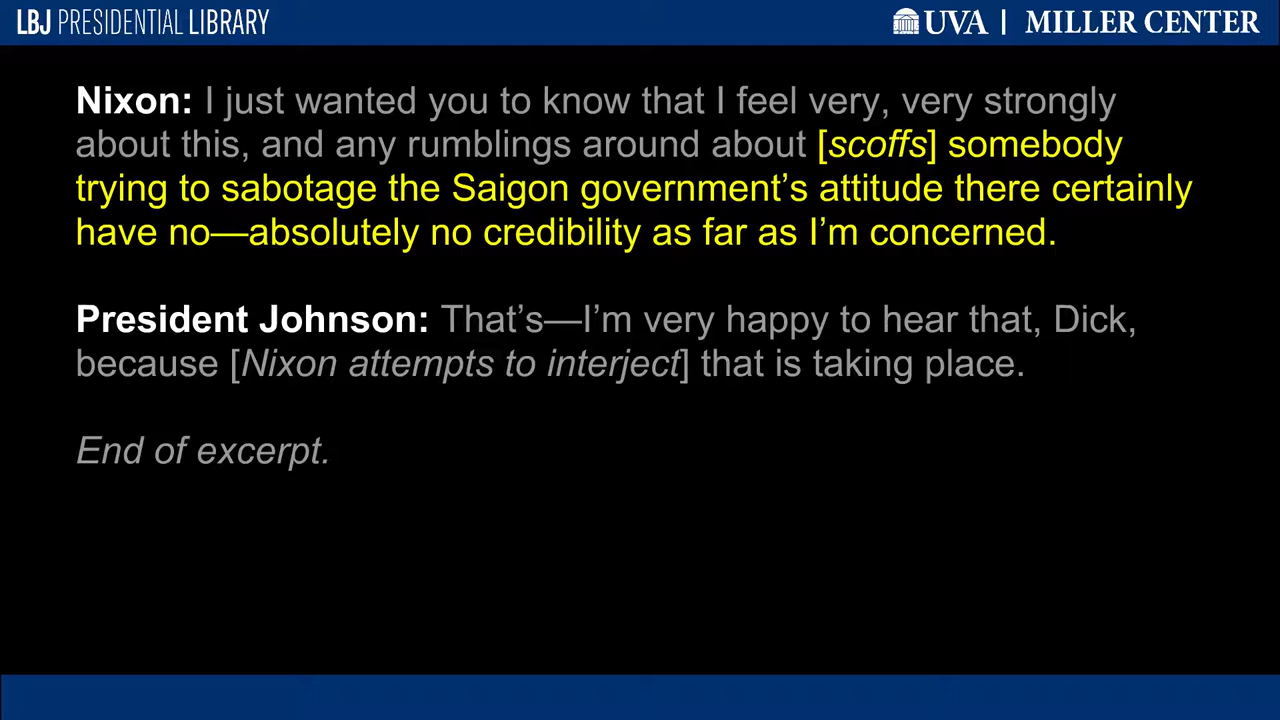 LBJ PRESIDENTIAL LIBRARY
UVA | MILLER CENTER
Nixon: I just wanted you to know that I feel very, very strongly
about this, and any rumblings around about [scoffs] somebody
trying to sabotage the Saigon government’s attitude there certainly
have no—absolutely no credibility as far as I’m concerned.
President Johnson: That’s—I’m very happy to hear that, Dick,
because [Nixon attempts to interject] that is taking place.
End of excerpt.